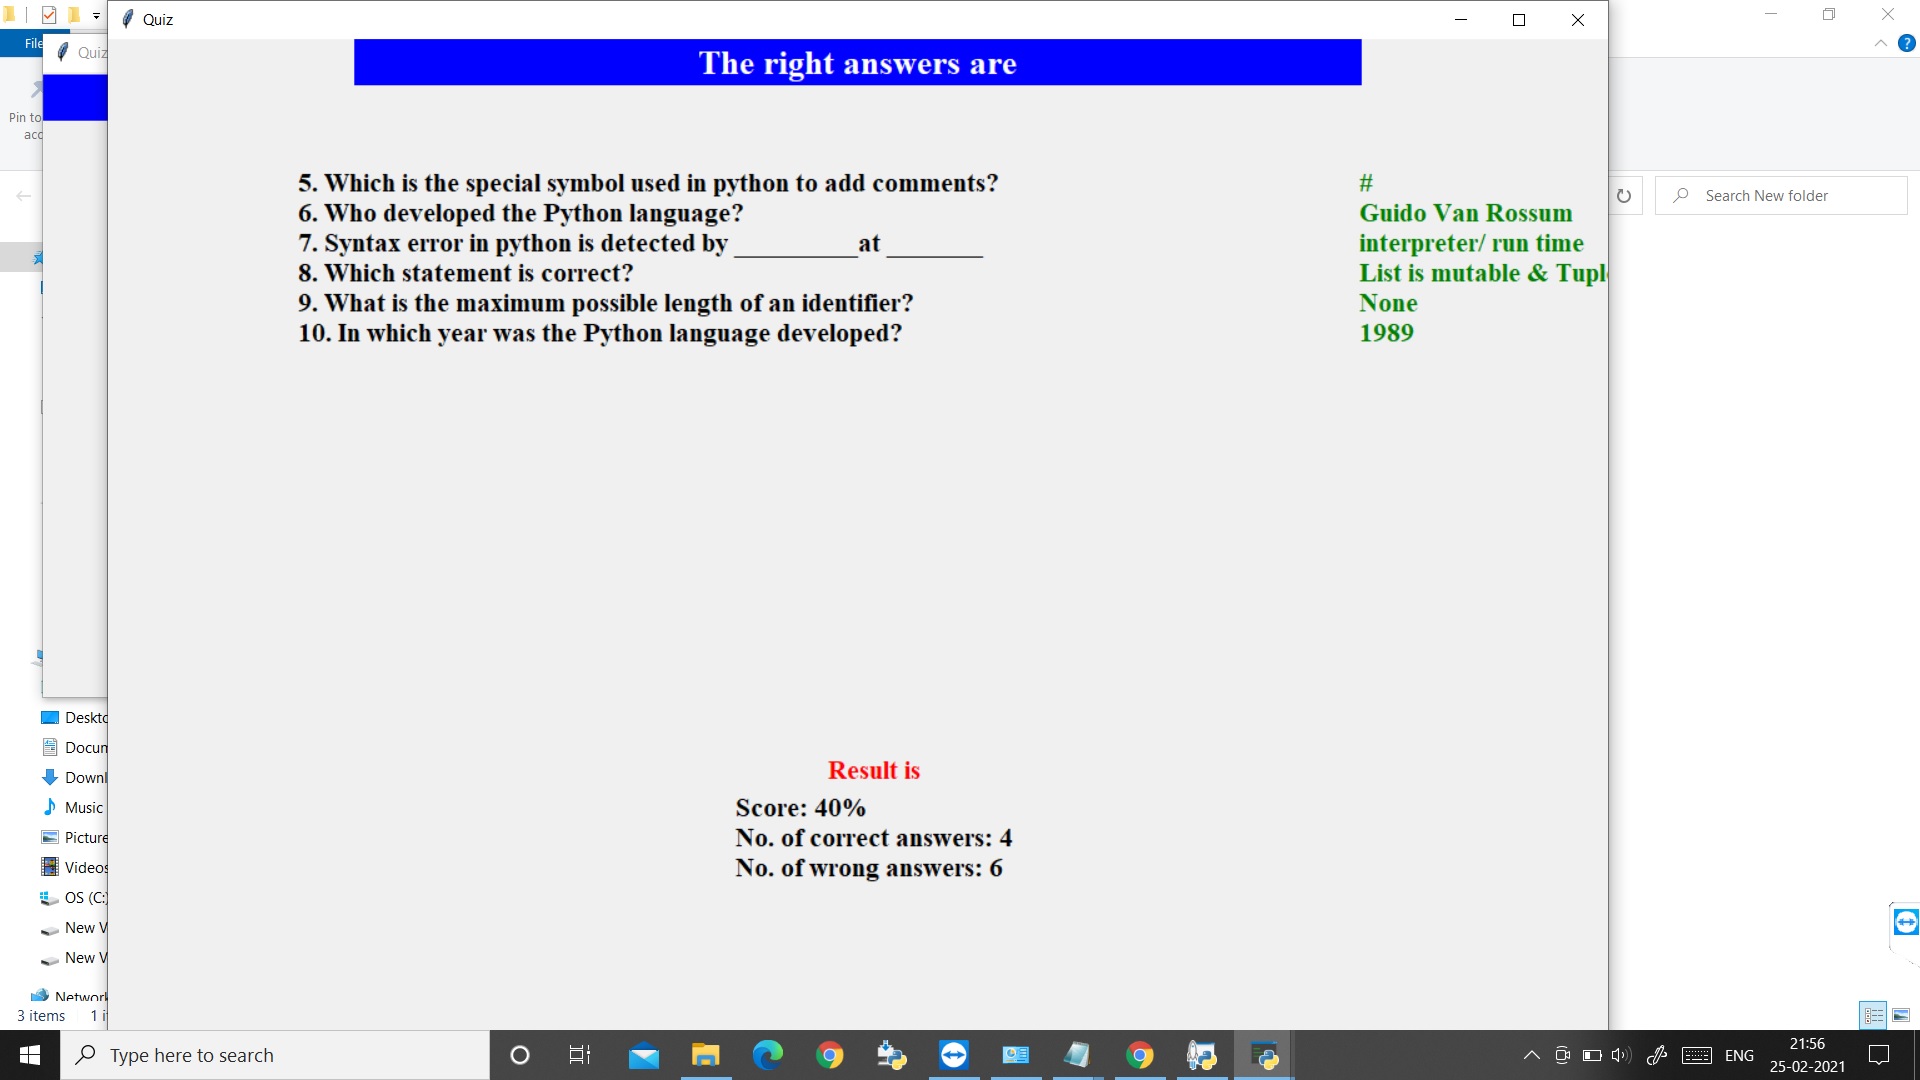 Quiz
File
Quiz
The right answers are
Pin to
5. Which is the special symbol used in python to add comments? #
6. Who developed the Python language? Guido Van Rossum
7. Syntax error in python is detected by __________at ________ interpreter/ run time
8. Which statement is correct? List is mutable & Tupl
9. What is the maximum possible length of an identifier? None
10. In which year was the Python language developed? 1989
Search New folder
Result is
Score: 40%
No. of correct answers: 4
No. of wrong answers: 6
Deskto
Docum
Downl
Music
Picture
Videos
OS (C:)
New V
New V
Network
3 items 1 i
Type here to search
ENG
21:56
25-02-2021